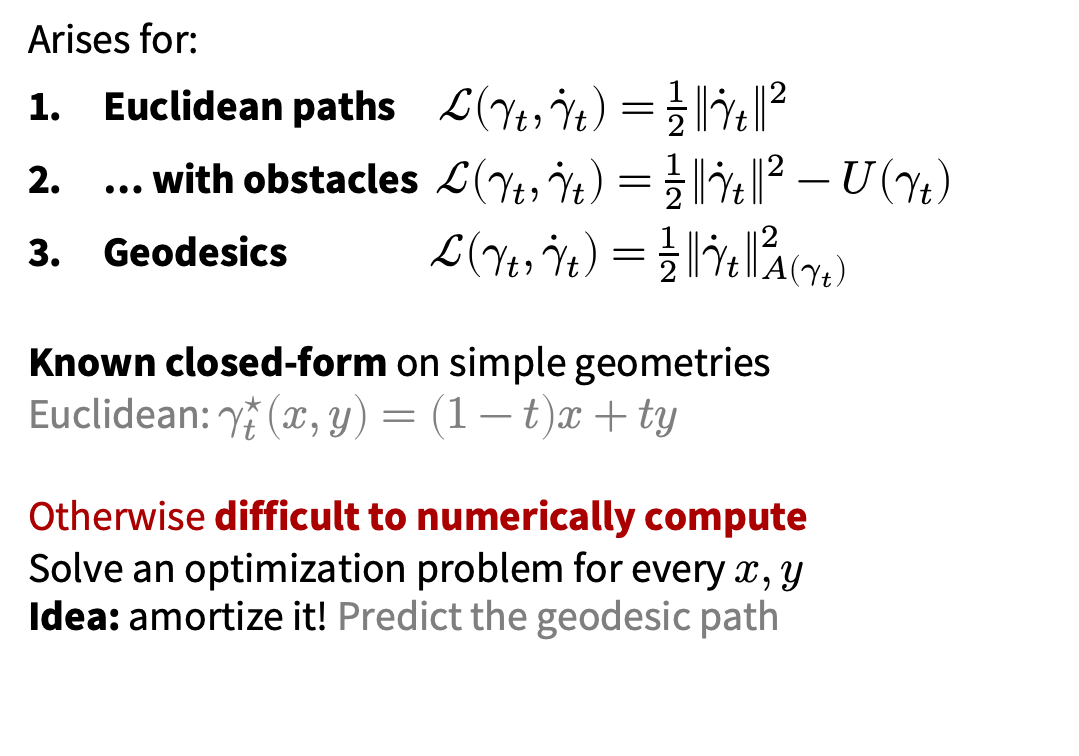 Arises for:
1. Euclidean paths $\mathcal{L}(\gamma_t, \dot{\gamma}_t) = \frac{1}{2}\|\dot{\gamma}_t\|^2$
2. … with obstacles $\mathcal{L}(\gamma_t, \dot{\gamma}_t) = \frac{1}{2}\|\dot{\gamma}_t\|^2 - U(\gamma_t)$
3. Geodesics $\mathcal{L}(\gamma_t, \dot{\gamma}_t) = \frac{1}{2}\|\dot{\gamma}_t\|^2_{A(\gamma_t)}$
Known closed-form on simple geometries
Euclidean: $\gamma_t^\star(x, y) = (1 - t)x + ty$
Otherwise difficult to numerically compute
Solve an optimization problem for every $x, y$
Idea: amortize it! Predict the geodesic path